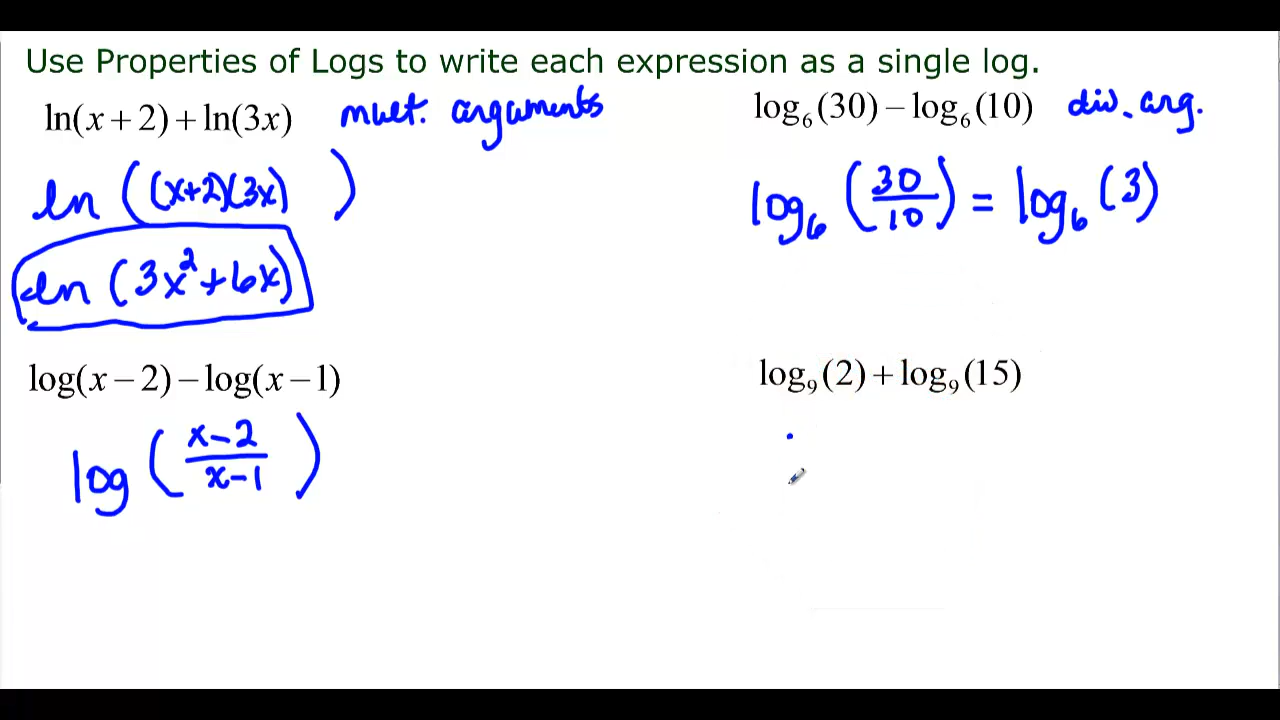 Use Properties of Logs to write each expression as a single log.
ln(x + 2) + ln(3x) mult. arguments
ln ((x+2)(3x) )
ln (3x² + 6x)
log₆(30) − log₆(10) div. arg.
log₆ (30/10) = log₆ (3)
log(x − 2) − log(x − 1)
log (x−2/x−1)
log₉(2) + log₉(15)